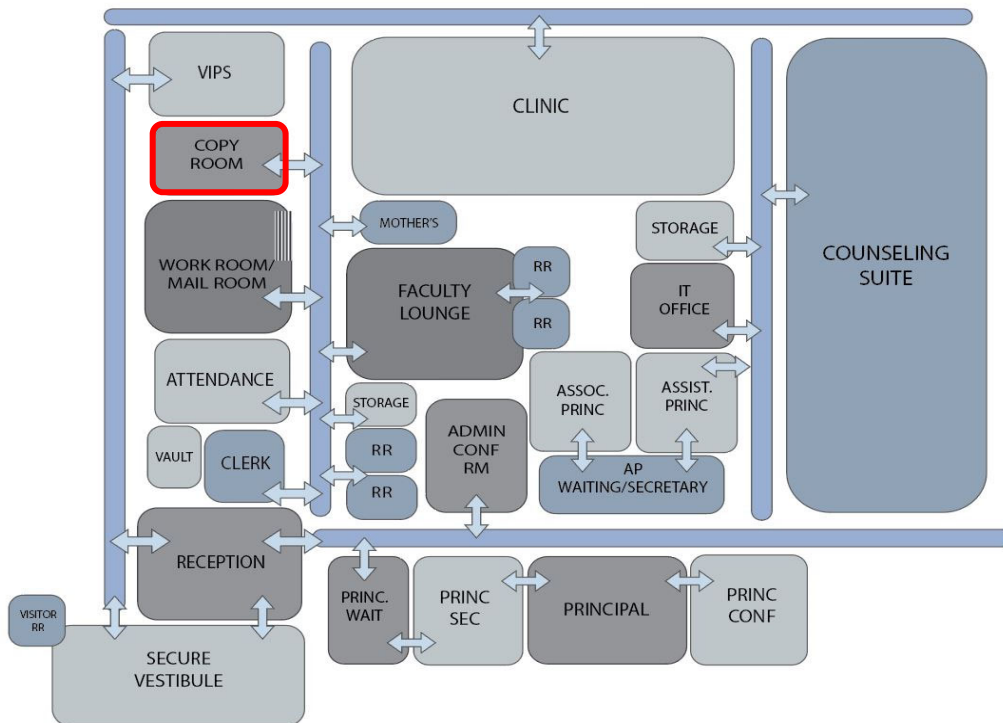 VIPS
CLINIC
COPY
ROOM
MOTHER'S
STORAGE
COUNSELING
SUITE
WORK ROOM/
MAIL ROOM
FACULTY
LOUNGE
RR
RR
IT
OFFICE
ATTENDANCE
STORAGE
ASSOC.
PRINC
ASSIST.
PRINC
VAULT
CLERK
RR
RR
ADMIN
CONF
RM
AP
WAITING/SECRETARY
RECEPTION
PRINC.
WAIT
PRINC
SEC
PRINCIPAL
PRINC
CONF
VISITOR
RR
SECURE
VESTIBULE